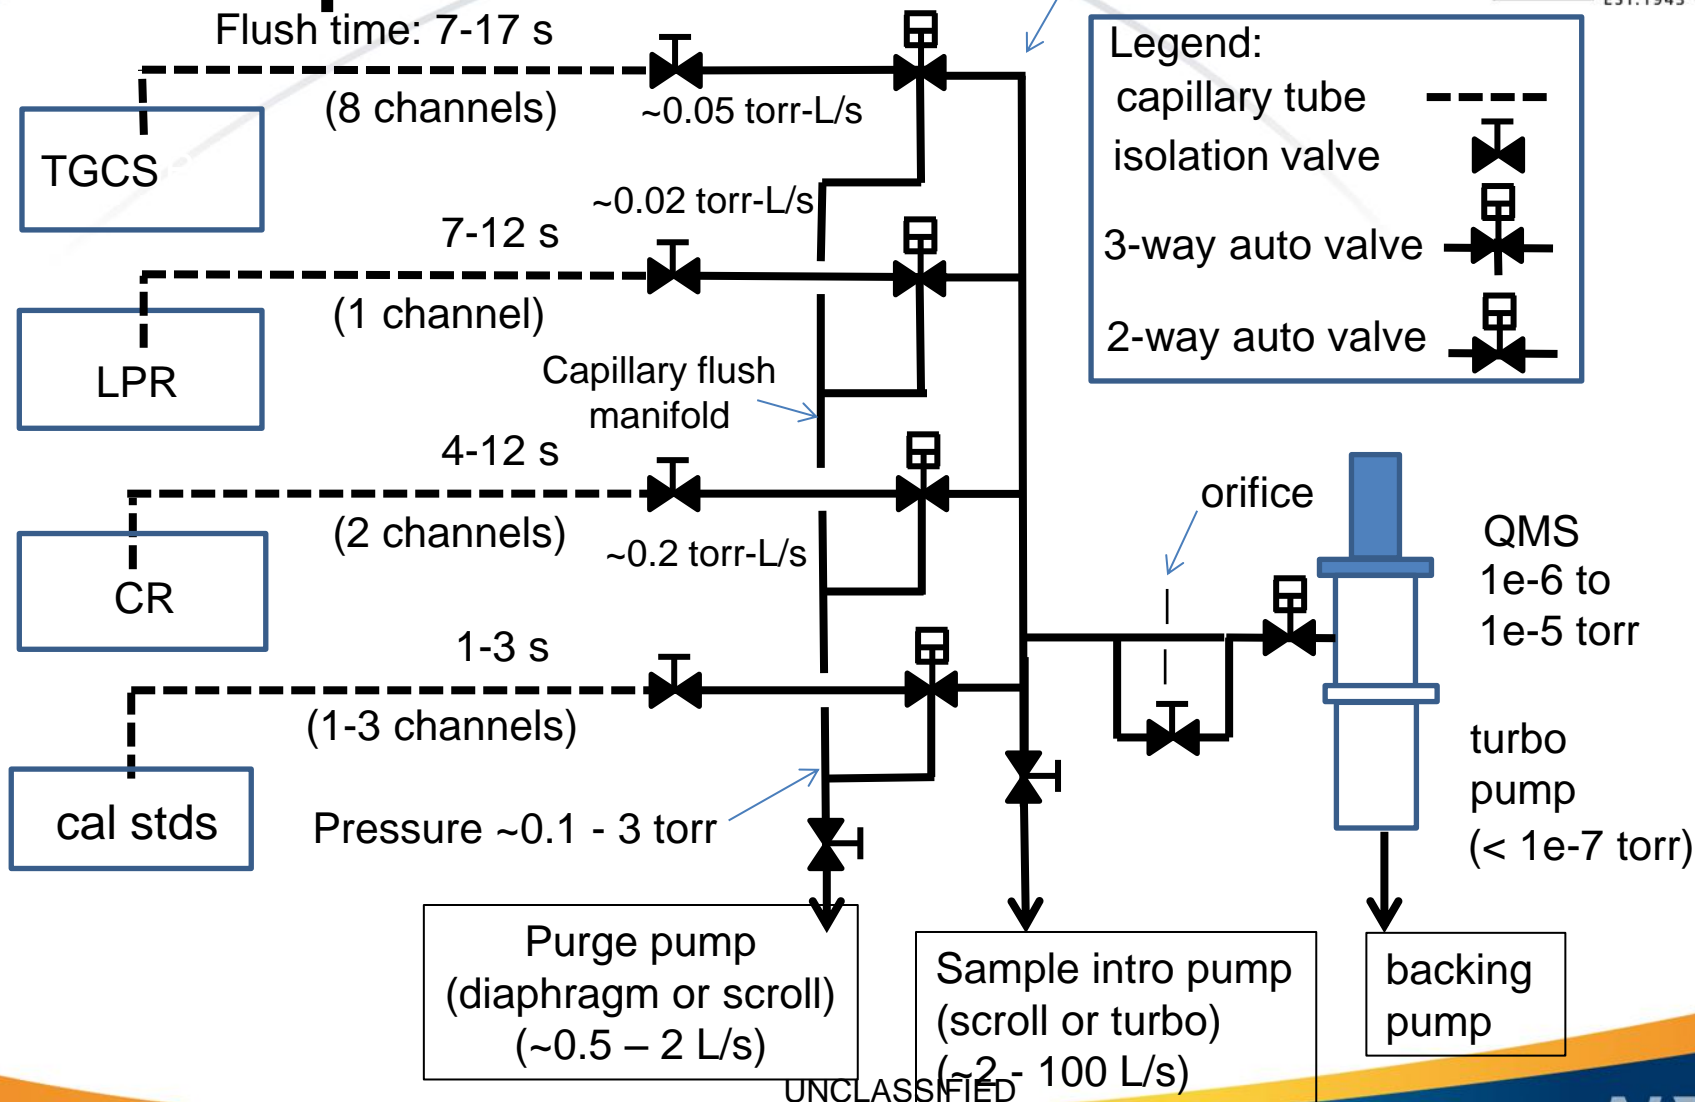 EST.1943
Flush time: 7-17 s
(8 channels)
~0.05 torr-L/s
TGCS
~0.02 torr-L/s
7-12 s
(1 channel)
LPR
Capillary flush
manifold
4-12 s
(2 channels)
~0.2 torr-L/s
CR
1-3 s
(1-3 channels)
cal stds
Pressure ~0.1 - 3 torr
Legend:
capillary tube
isolation valve
3-way auto valve
2-way auto valve
orifice
QMS
1e-6 to
1e-5 torr
turbo
pump
(< 1e-7 torr)
Purge pump
(diaphragm or scroll)
(~0.5 – 2 L/s)
Sample intro pump
(scroll or turbo)
(~2 - 100 L/s)
backing
pump
UNCLASSIFIED